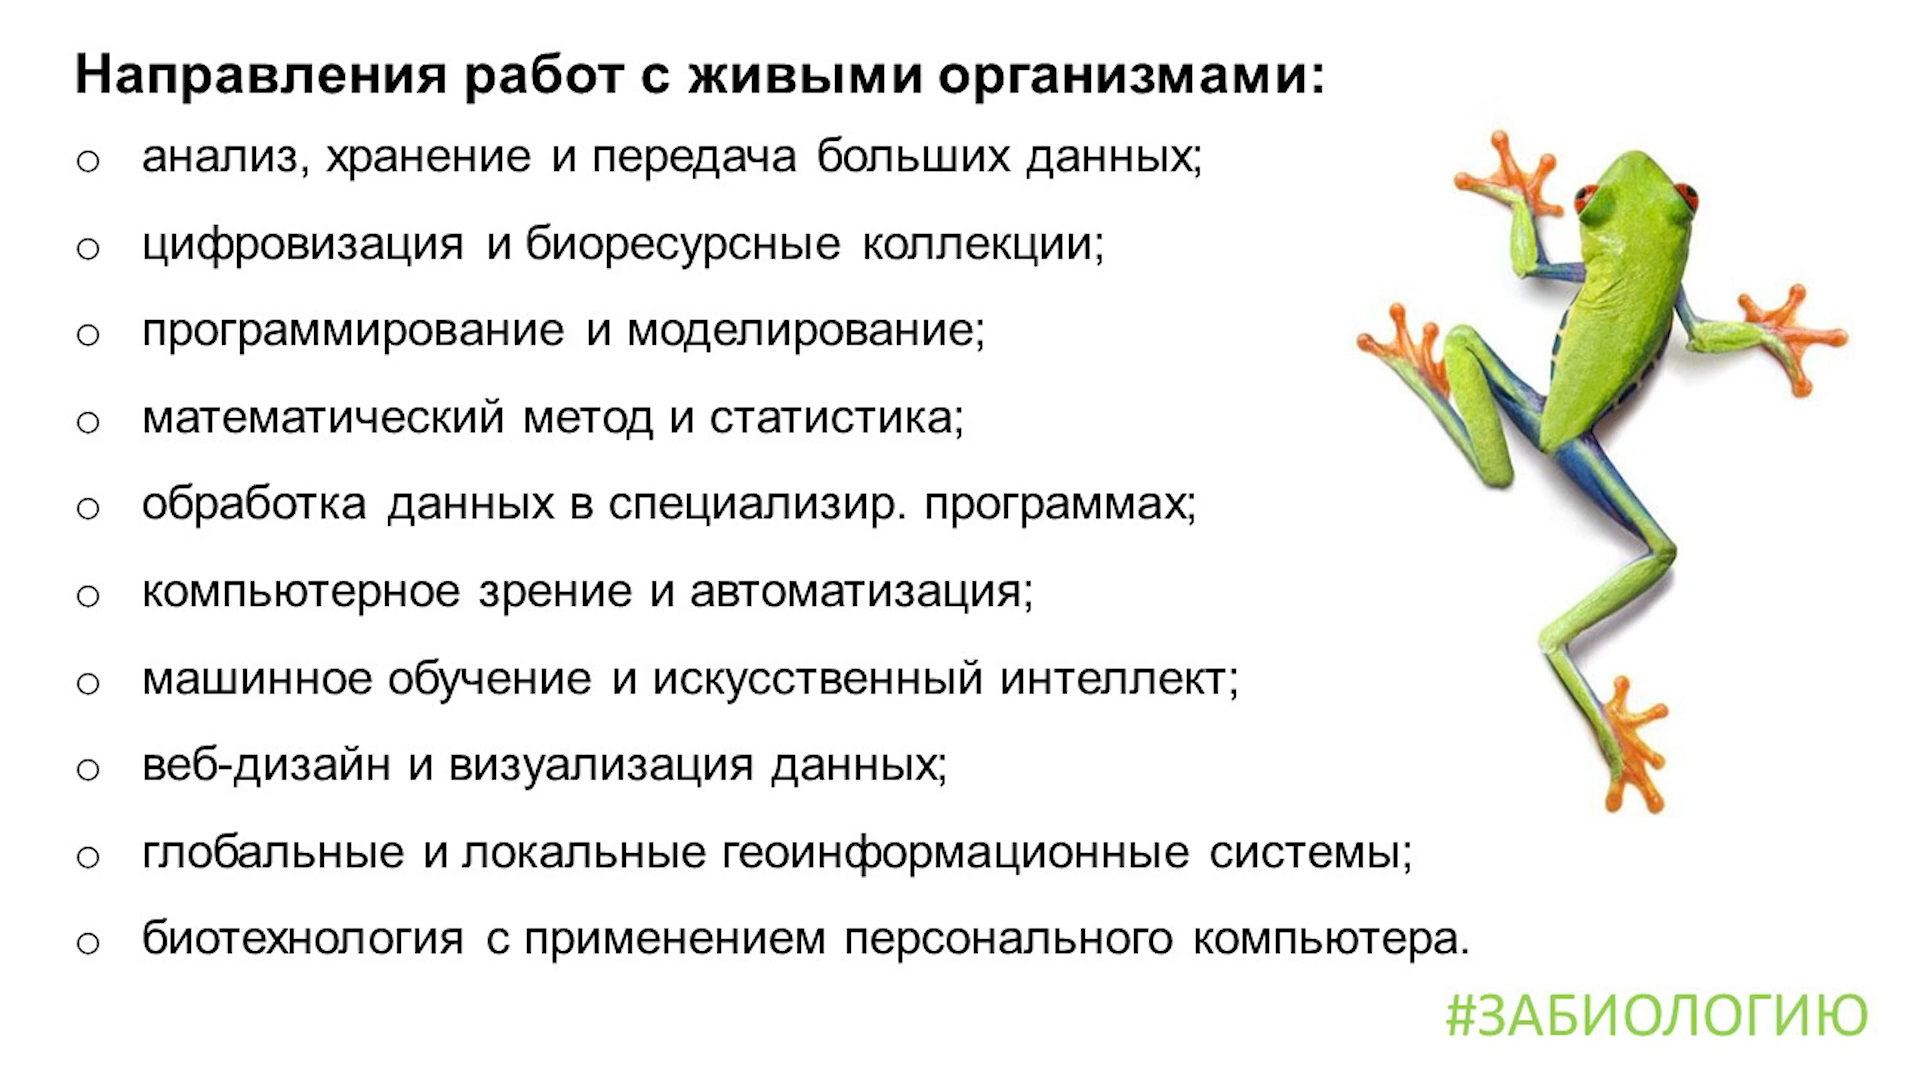 Направления работ с живыми организмами:
o анализ, хранение и передача больших данных;
o цифровизация и биоресурсные коллекции;
o программирование и моделирование;
o математический метод и статистика;
o обработка данных в специализир. программах;
o компьютерное зрение и автоматизация;
o машинное обучение и искусственный интеллект;
o веб-дизайн и визуализация данных;
o глобальные и локальные геоинформационные системы;
o биотехнология с применением персонального компьютера.
#ЗАБИОЛОГИЮ